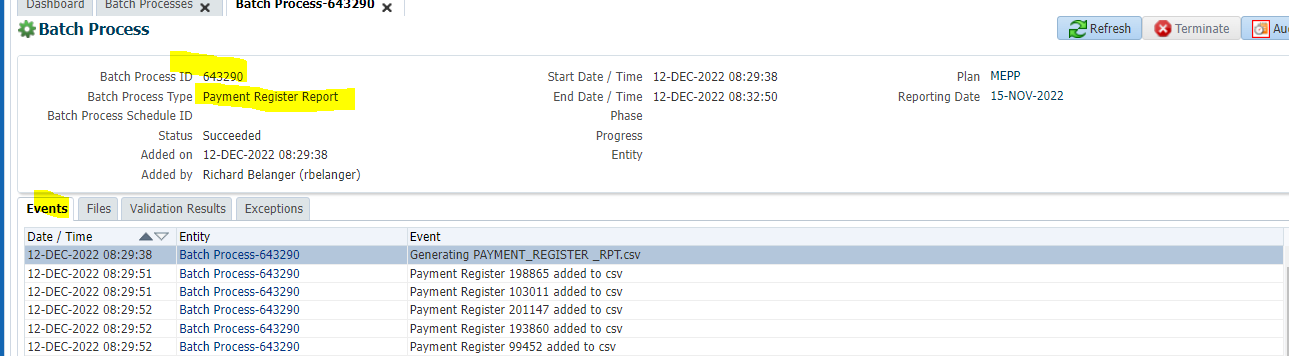 Dashboard Batch Processes Batch Process-643290
Batch Process Refresh Terminate
Batch Process ID 643290 Start Date / Time 12-DEC-2022 08:29:38 Plan MEPP
Batch Process Type Payment Register Report End Date / Time 12-DEC-2022 08:32:50 Reporting Date 15-NOV-2022
Batch Process Schedule ID Phase
Status Succeeded Progress
Added on 12-DEC-2022 08:29:38 Entity
Added by Richard Belanger (rbelanger)
Events Files Validation Results Exceptions
Date / Time Entity Event
12-DEC-2022 08:29:38 Batch Process-643290 Generating PAYMENT_REGISTER _RPT.csv
12-DEC-2022 08:29:51 Batch Process-643290 Payment Register 198865 added to csv
12-DEC-2022 08:29:51 Batch Process-643290 Payment Register 103011 added to csv
12-DEC-2022 08:29:52 Batch Process-643290 Payment Register 201147 added to csv
12-DEC-2022 08:29:52 Batch Process-643290 Payment Register 193860 added to csv
12-DEC-2022 08:29:52 Batch Process-643290 Payment Register 99452 added to csv